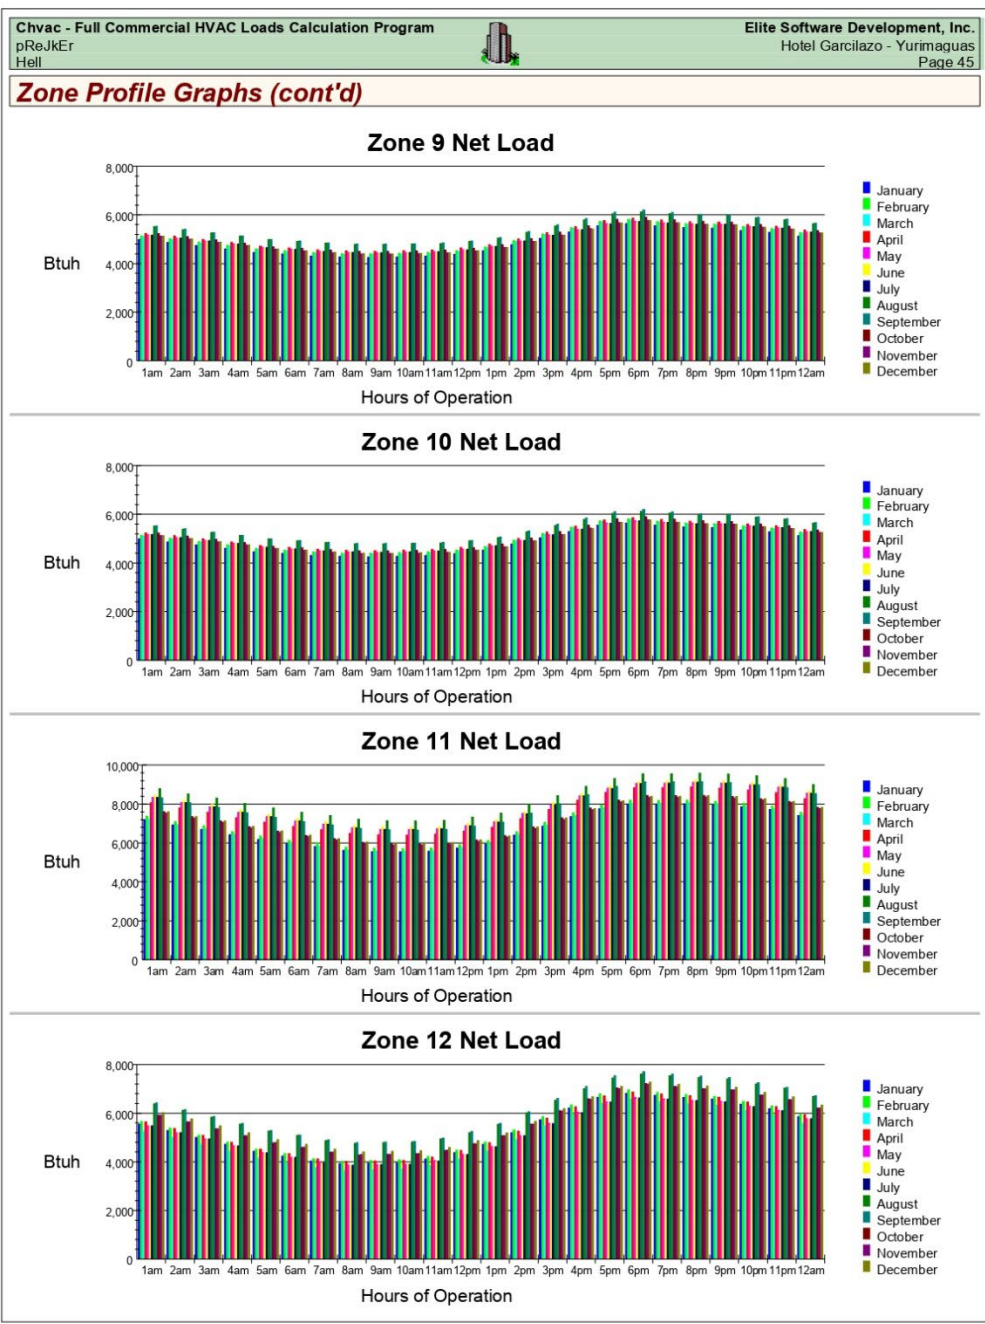 Chvac - Full Commercial HVAC Loads Calculation Program
Elite Software Development, Inc.
pReJkEr
Hotel Garcilazo - Yurimaguas
Hell
Page 45
Zone Profile Graphs (cont'd)
Zone 9 Net Load
8,000
6,000
4,000
2,000
0
Btuh
1am 2am 3am 4am 5am 6am 7am 8am 9am 10am 11am 12pm 1pm 2pm 3pm 4pm 5pm 6pm 7pm 8pm 9pm 10pm 11pm 12am
Hours of Operation
January
February
March
April
May
June
July
August
September
October
November
December
Zone 10 Net Load
8,000
6,000
4,000
2,000
0
Btuh
1am 2am 3am 4am 5am 6am 7am 8am 9am 10am 11am 12pm 1pm 2pm 3pm 4pm 5pm 6pm 7pm 8pm 9pm 10pm 11pm 12am
Hours of Operation
January
February
March
April
May
June
July
August
September
October
November
December
Zone 11 Net Load
10,000
8,000
6,000
4,000
2,000
0
Btuh
1am 2am 3am 4am 5am 6am 7am 8am 9am 10am 11am 12pm 1pm 2pm 3pm 4pm 5pm 6pm 7pm 8pm 9pm 10pm 11pm 12am
Hours of Operation
January
February
March
April
May
June
July
August
September
October
November
December
Zone 12 Net Load
8,000
6,000
4,000
2,000
0
Btuh
1am 2am 3am 4am 5am 6am 7am 8am 9am 10am 11am 12pm 1pm 2pm 3pm 4pm 5pm 6pm 7pm 8pm 9pm 10pm 11pm 12am
Hours of Operation
January
February
March
April
May
June
July
August
September
October
November
December